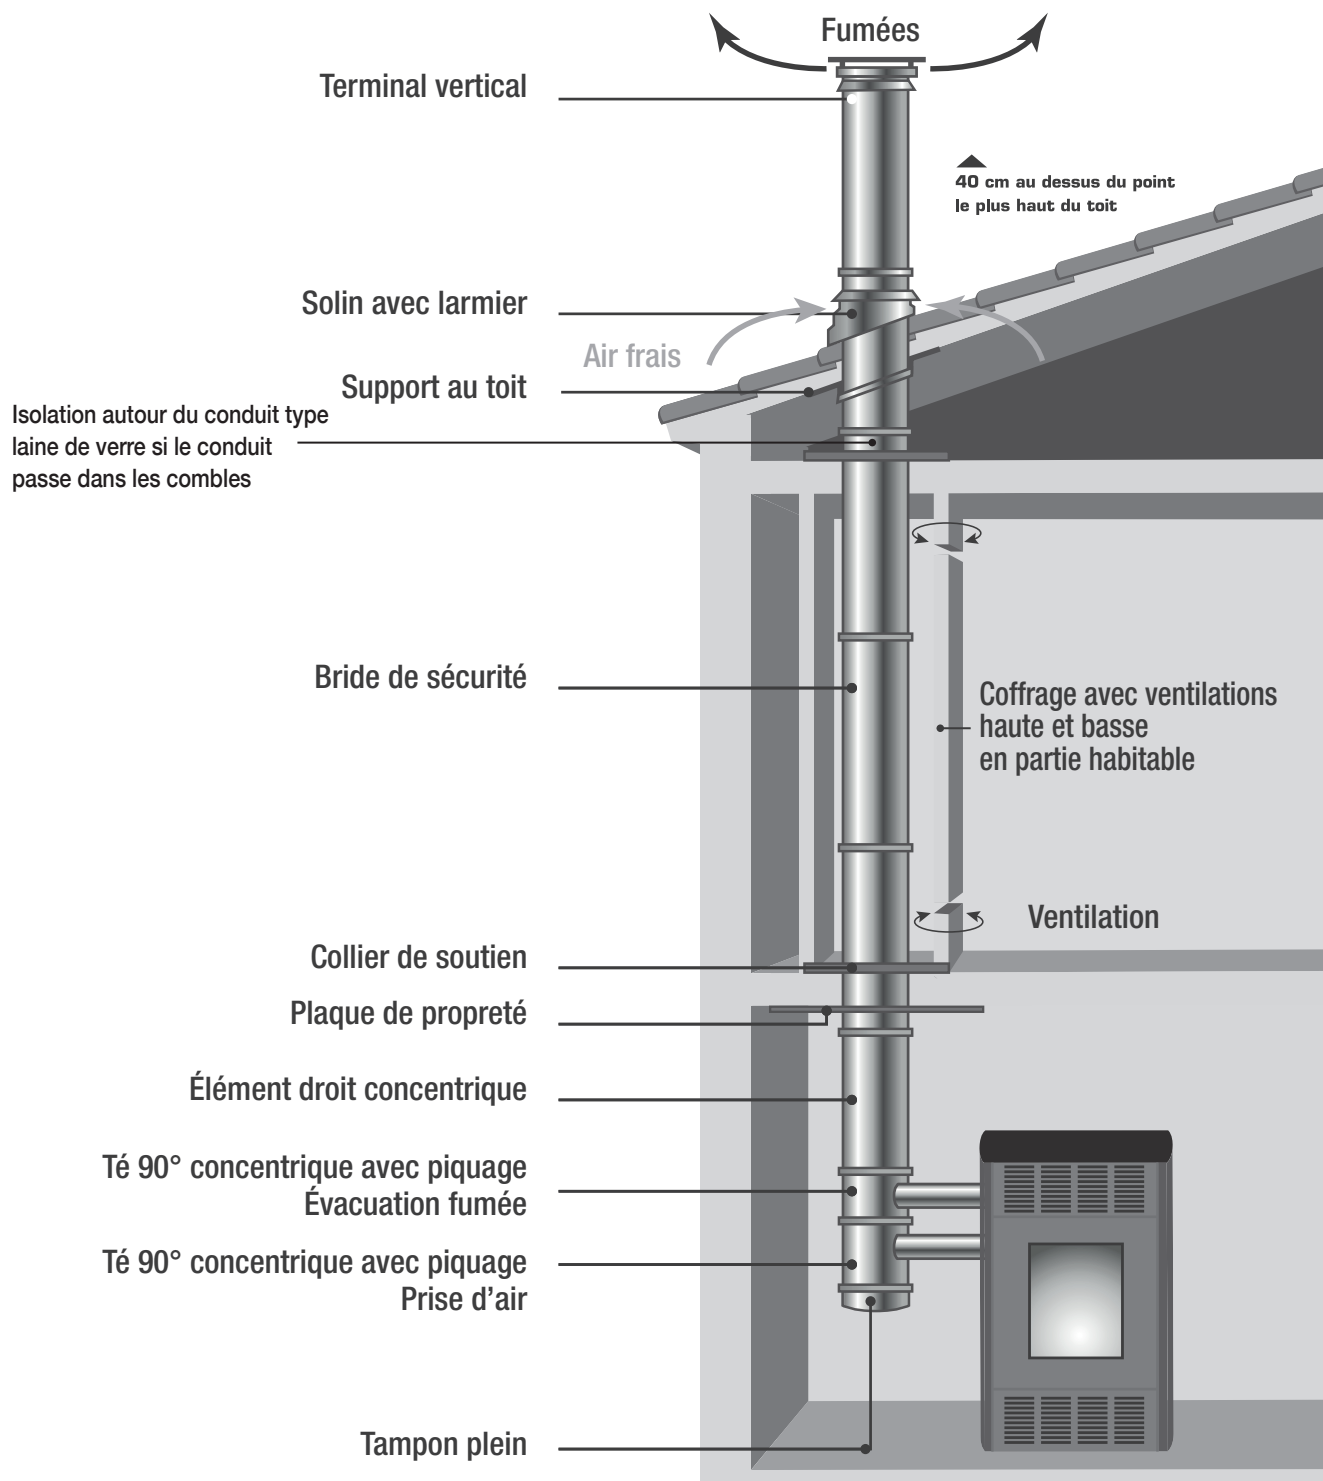 Fumées
Terminal vertical
40 cm au dessus du point
le plus haut du toit
Solin avec larmier
Air frais
Support au toit
Isolation autour du conduit type
laine de verre si le conduit
passe dans les combles
Bride de sécurité
Coffrage avec ventilations
haute et basse
en partie habitable
Ventilation
Collier de soutien
Plaque de propreté
Élément droit concentrique
Té 90° concentrique avec piquage
Évacuation fumée
Té 90° concentrique avec piquage
Prise d’air
Tampon plein